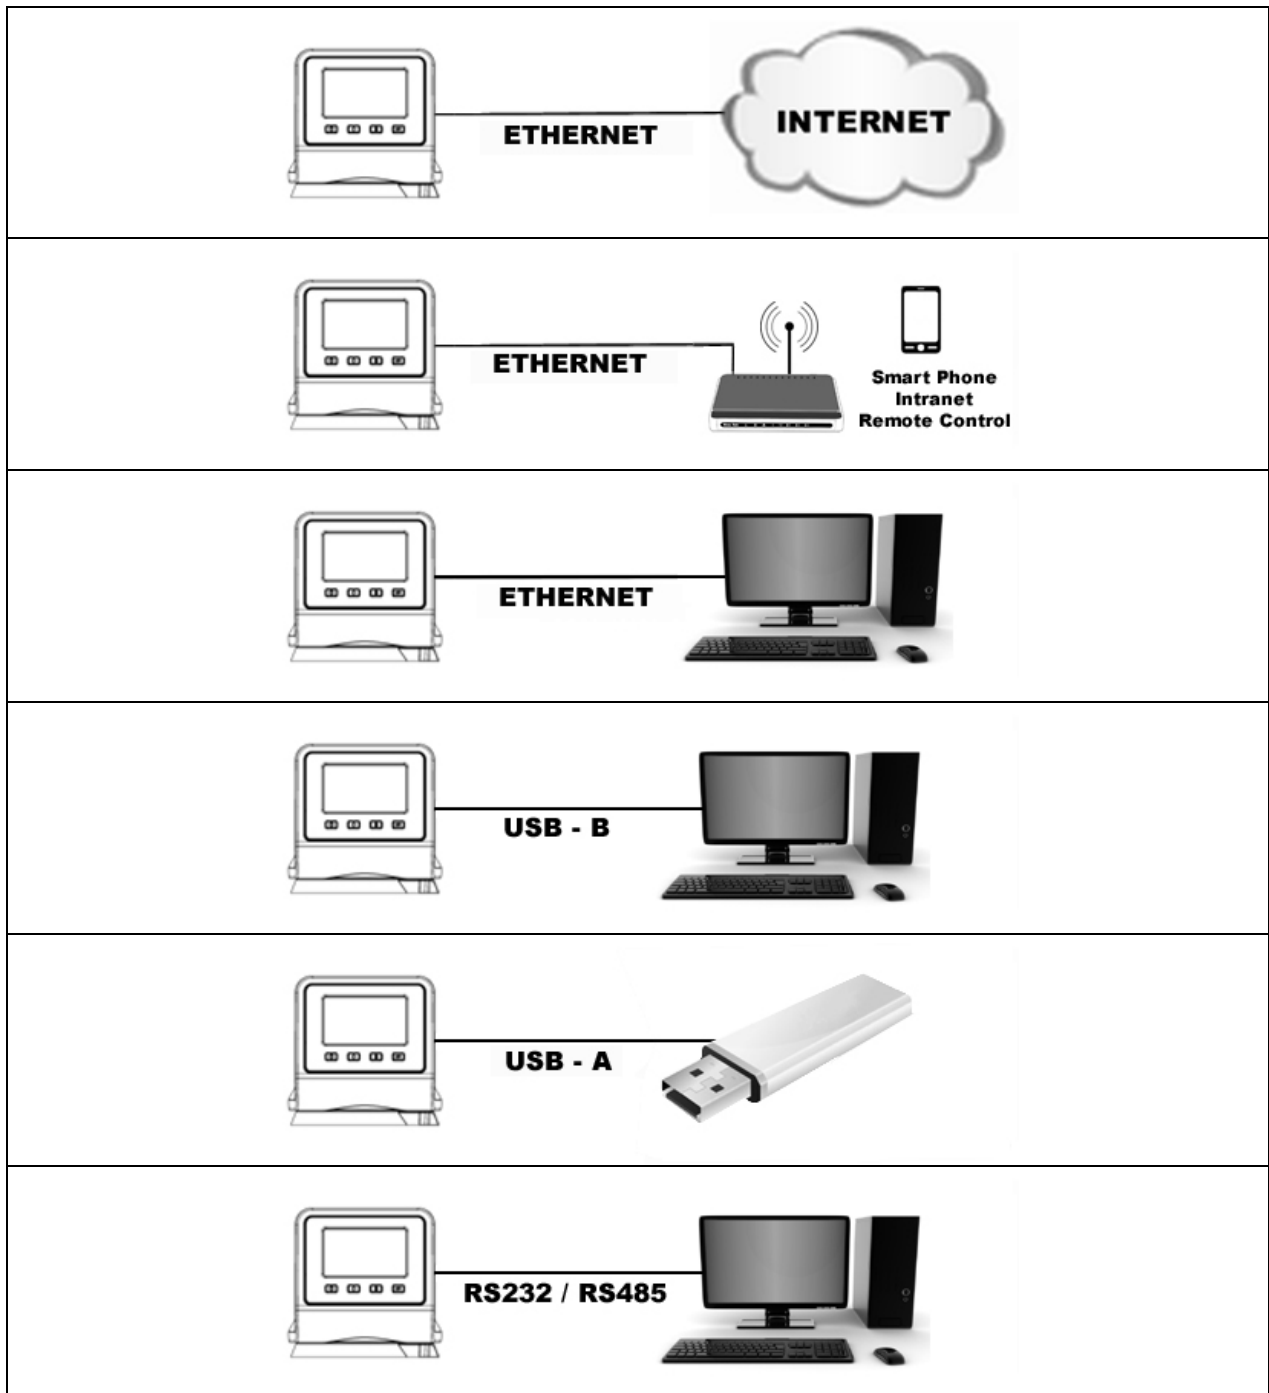 ETHERNET
INTERNET
ETHERNET
Smart Phone
Intranet
Remote Control
ETHERNET
USB - B
USB - A
RS232 / RS485